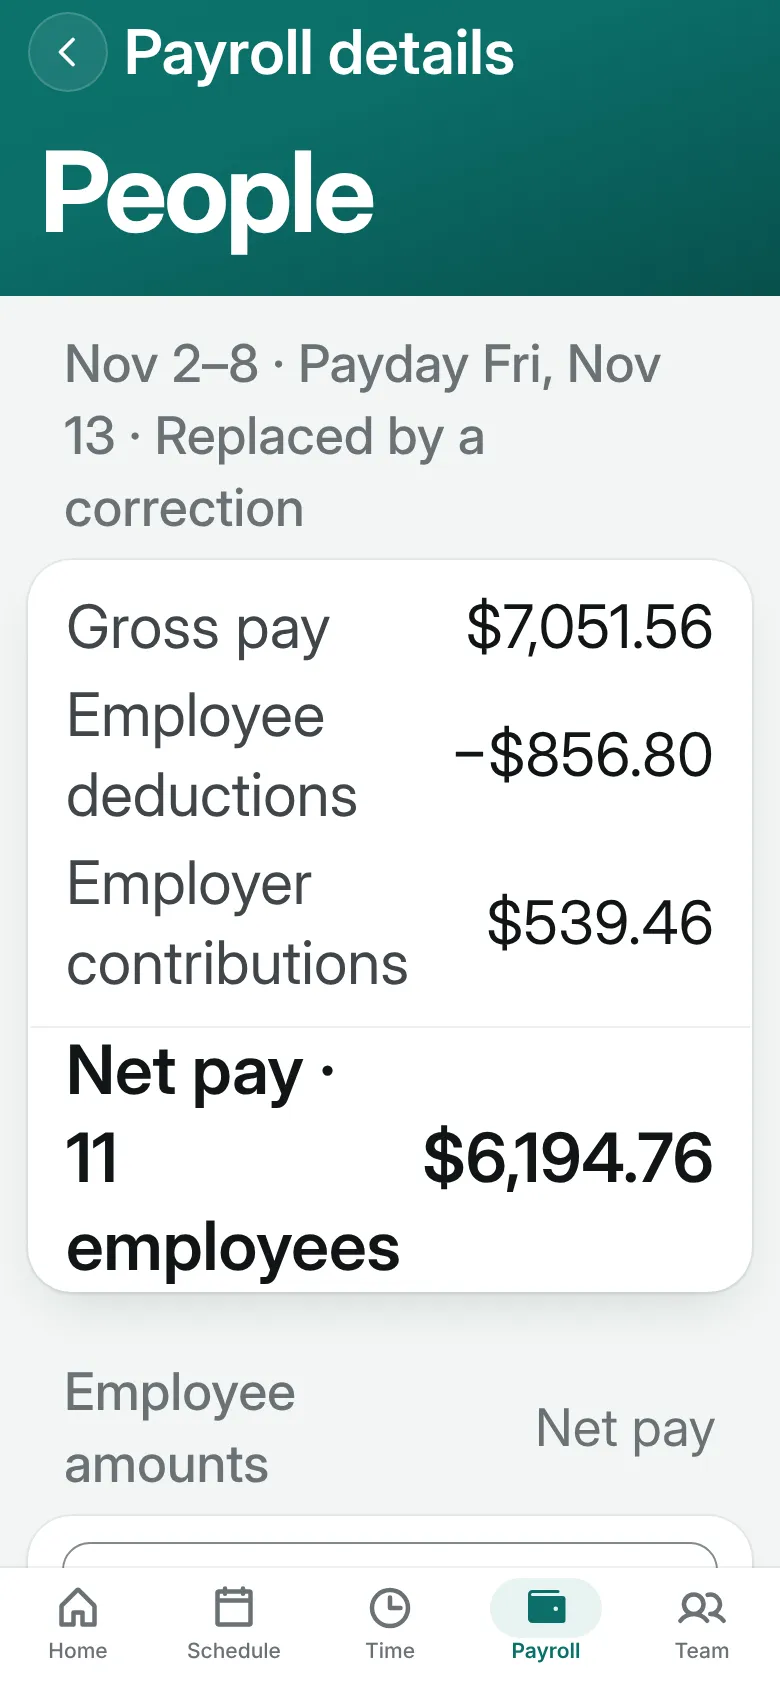 Payroll details
People
Nov 2–8 · Payday Fri, Nov
13 · Replaced by a
correction
Gross pay $7,051.56
Employee
deductions −$856.80
Employer
contributions $539.46
Net pay ·
11
employees $6,194.76
Employee
amounts Net pay
Home Schedule Time Payroll Team